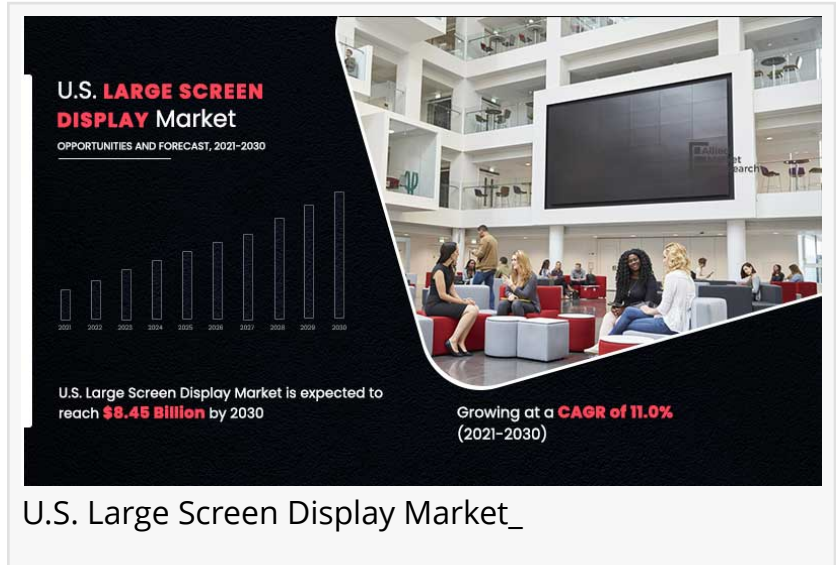 U.S. LARGE SCREEN
DISPLAY Market
OPPORTUNITIES AND FORECAST, 2021-2030
2021 2022 2023 2024 2025 2026 2027 2028 2029 2030
U.S. Large Screen Display Market is expected to
reach $8.45 Billion by 2030
Growing at a CAGR of 11.0%
(2021-2030)
U.S. Large Screen Display Market_